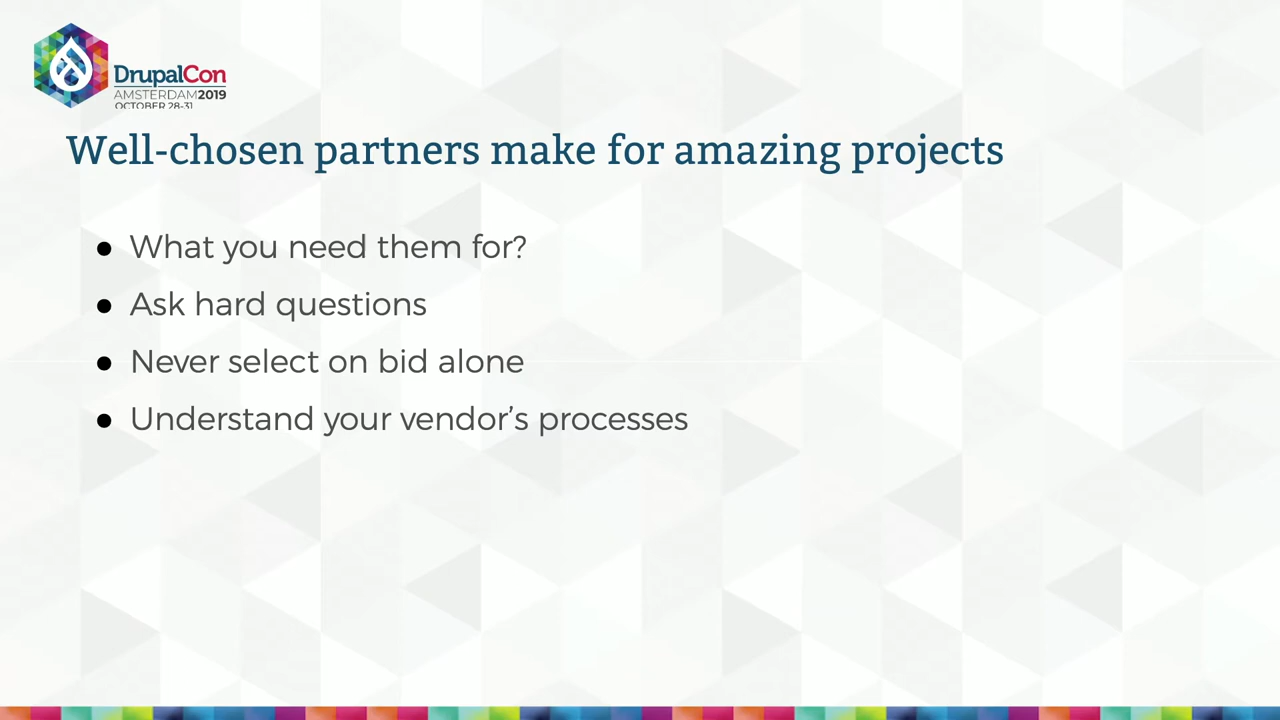 DrupalCon
AMSTERDAM2019
OCTOBER 28-31
Well-chosen partners make for amazing projects
● What you need them for?
● Ask hard questions
● Never select on bid alone
● Understand your vendor’s processes